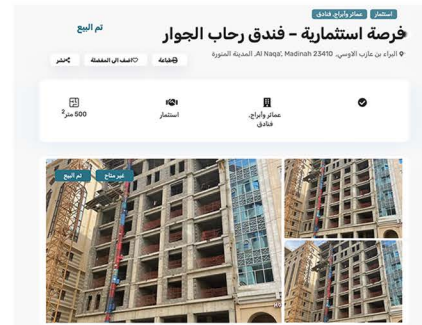 استثمار عمائر وأبراج, فنادق
تم البيع
فرصة استثمارية – فندق رحاب الجوار
البراء بن عازب الاوسي, Al Naqa', Madinah 23410, المدينة المنورة
طباعة اضف الى المفضلة نشر
عمائر وأبراج, فنادق
استثمار
500 متر2
غير متاح تم البيع